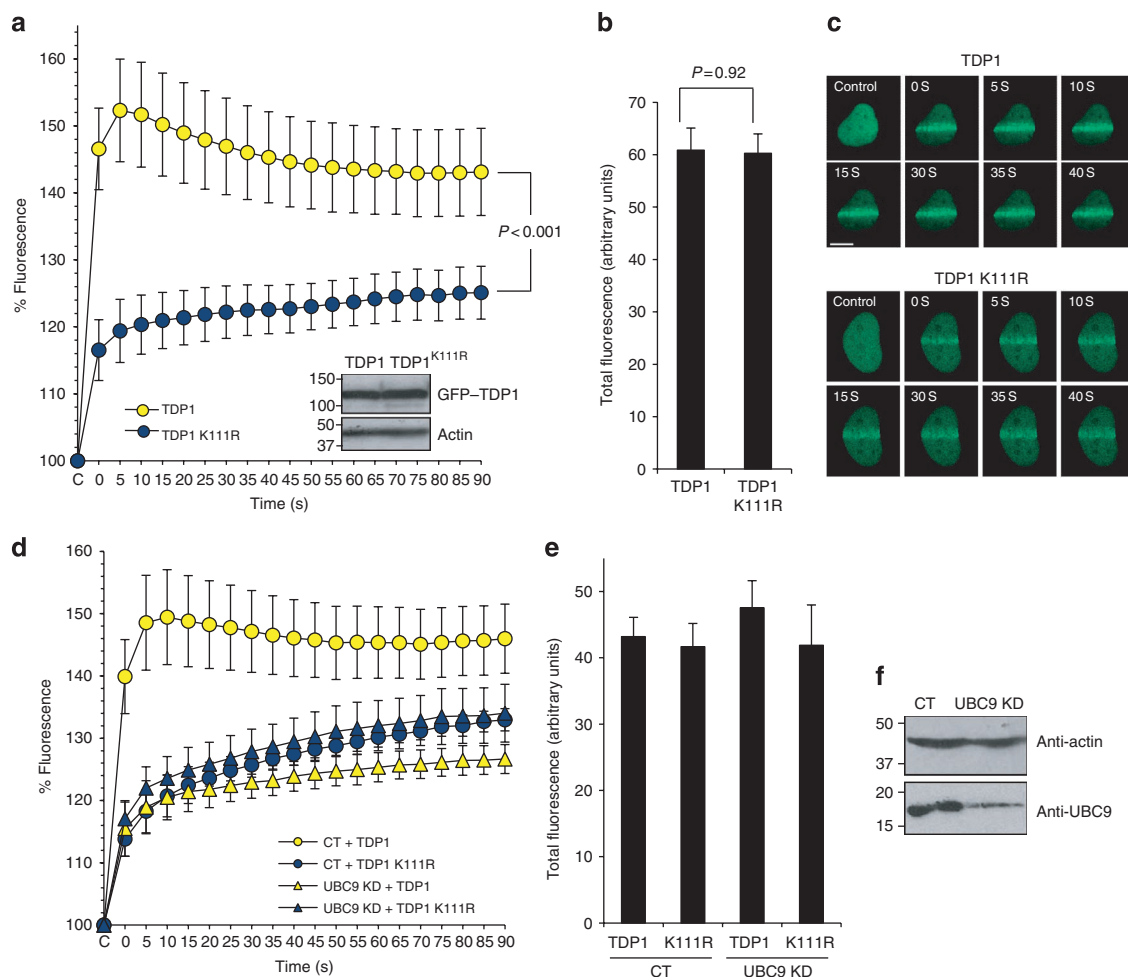 a
160
150
140
130
120
110
100
% Fluorescence
P < 0.001
TDP1 TDP1K111R
150
100
GFP–TDP1
50
37
Actin
TDP1
TDP1 K111R
C 0 5 10 15 20 25 30 35 40 45 50 55 60 65 70 75 80 85 90
Time (s)
b
P = 0.92
70
60
50
40
30
20
10
0
Total fluorescence (arbitrary units)
TDP1
TDP1
K111R
c
TDP1
Control 0 S 5 S 10 S
15 S 30 S 35 S 40 S
TDP1 K111R
Control 0 S 5 S 10 S
15 S 30 S 35 S 40 S
d
160
150
140
130
120
110
100
% Fluorescence
CT + TDP1
CT + TDP1 K111R
UBC9 KD + TDP1
UBC9 KD + TDP1 K111R
C 0 5 10 15 20 25 30 35 40 45 50 55 60 65 70 75 80 85 90
Time (s)
e
50
40
30
20
10
0
Total fluorescence (arbitrary units)
TDP1 K111R TDP1 K111R
CT UBC9 KD
f
CT UBC9 KD
50
37
Anti-actin
20
15
Anti-UBC9